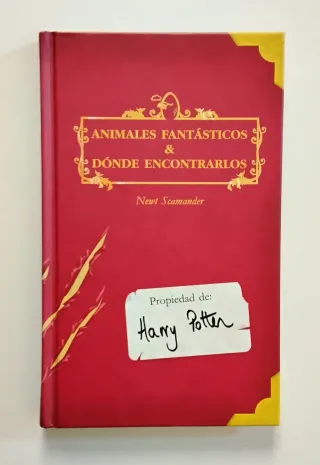 ANIMALES FANTÁSTICOS
&
DÓNDE ENCONTRARLOS
Newt Scamander
Propiedad de:
Harry Potter